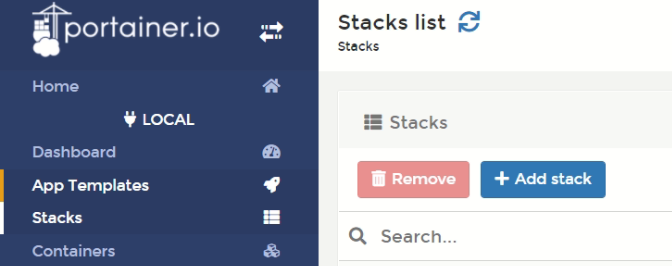 portainer.io
Home
LOCAL
Dashboard
App Templates
Stacks
Containers
Stacks list
Stacks
Stacks
Remove
Add stack
Search...